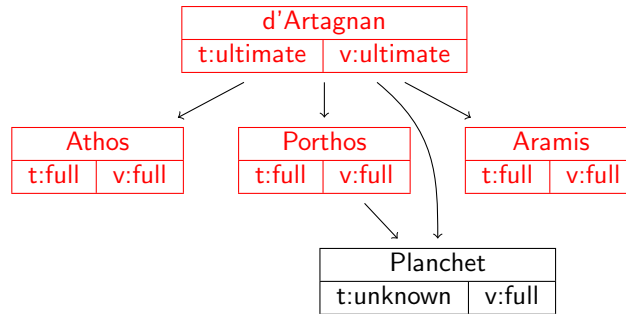 d'Artagnan
t:ultimate v:ultimate
Athos Porthos Aramis
t:full v:full t:full v:full t:full v:full
Planchet
t:unknown v:full